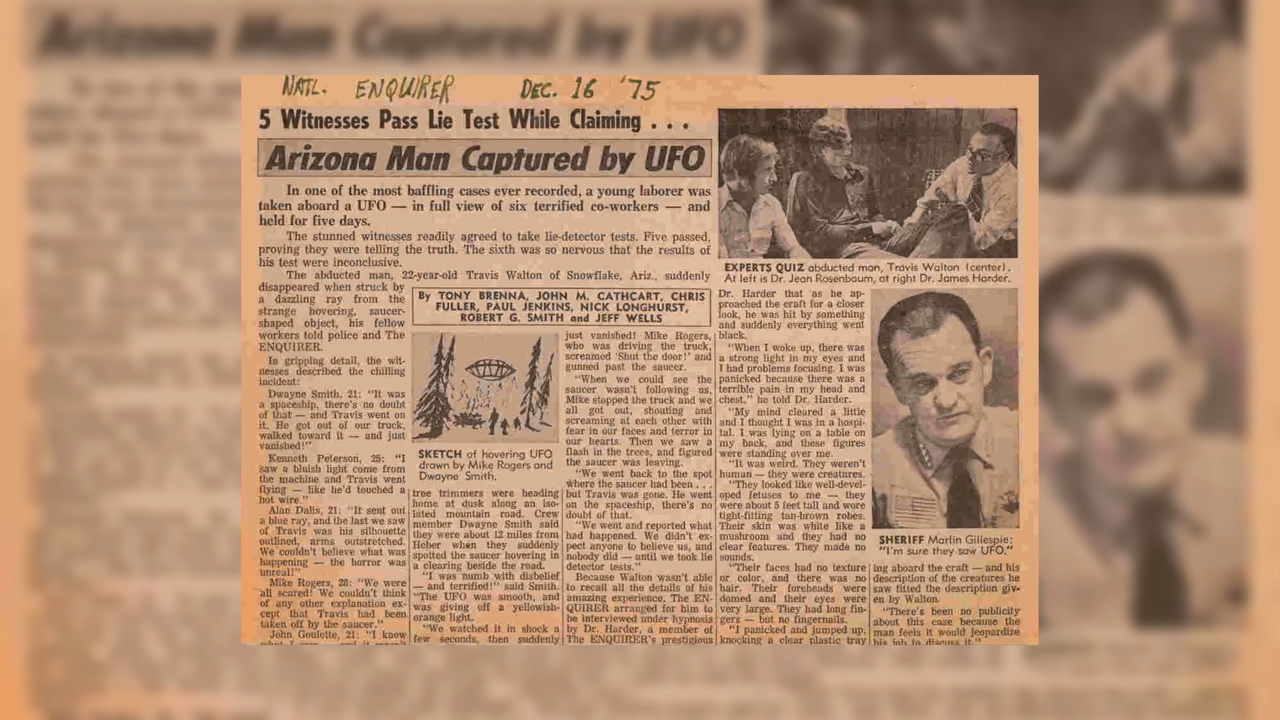 NATL. ENQUIRER DEC. 16 '75
5 Witnesses Pass Lie Test While Claiming . . .
Arizona Man Captured by UFO
In one of the most baffling cases ever recorded, a young laborer was
taken aboard a UFO — in full view of six terrified co-workers — and
held for five days.
The stunned witnesses readily agreed to take lie-detector tests. Five passed,
proving they were telling the truth. The sixth was so nervous that the results of
his test were inconclusive.
The abducted man, 22-year-old Travis Walton of Snowflake, Ariz., suddenly
disappeared when struck by
a dazzling ray from the
strange hovering, saucer-
shaped object, his fellow
workers told police and The
ENQUIRER.
In gripping detail, the wit-
nesses described the chilling
incident:
Dwayne Smith, 21: "It was
a spaceship, there's no doubt
of that — and Travis went on
it. He got out of our truck,
walked toward it — and just
vanished!"
Kenneth Peterson, 25: "I
saw a bluish light come from
the machine and Travis went
flying — like he'd touched a
hot wire."
Alan Dalis, 21: "It sent out
a blue ray, and the last we saw
of Travis was his silhouette
outlined, arms outstretched.
We couldn't believe what was
happening — the horror was
unreal!"
Mike Rogers, 28: "We were
all scared! We couldn't think
of any other explanation ex-
cept that Travis had been
taken off by the saucer."
John Goulette, 21: "I know
what I saw — and it wasn't
By TONY BRENNA, JOHN M. CATHCART, CHRIS
FULLER, PAUL JENKINS, NICK LONGHURST,
ROBERT G. SMITH and JEFF WELLS
SKETCH of hovering UFO
drawn by Mike Rogers and
Dwayne Smith.
tree trimmers were heading
home at dusk along an iso-
lated mountain road. Crew
member Dwayne Smith said
they were about 12 miles from
Heber when they suddenly
spotted the saucer hovering in
a clearing beside the road.
"I was numb with disbelief
— and terrified!" said Smith.
"The UFO was smooth, and
was giving off a yellowish-
orange light.
"We watched it in shock a
few seconds, then suddenly
just vanished! Mike Rogers,
who was driving the truck,
screamed 'Shut the door!' and
gunned past the saucer.
"When we could see the
saucer wasn't following us,
Mike stopped the truck and we
all got out, shouting and
screaming at each other with
fear in our faces and terror in
our hearts. Then we saw a
flash in the trees, and figured
the saucer was leaving.
"We went back to the spot
where the saucer had been . . .
but Travis was gone. He went
on the spaceship, there's no
doubt of that.
"We went and reported what
had happened. We didn't ex-
pect anyone to believe us, and
nobody did — until we took lie
detector tests."
Because Walton wasn't able
to recall all the details of his
amazing experience. The EN-
QUIRER arranged for him to
be interviewed under hypnosis
by Dr. Harder, a member of
The ENQUIRER's prestigious
EXPERTS QUIZ abducted man, Travis Walton (center).
At left is Dr. Jean Rosenbaum, at right Dr. James Harder.
Dr. Harder that as he ap-
proached the craft for a closer
look, he was hit by something
and suddenly everything went
black.
"When I woke up, there was
a strong light in my eyes and
I had problems focusing. I was
panicked because there was a
terrible pain in my head and
chest," he told Dr. Harder.
"My mind cleared a little
and I thought I was in a hospi-
tal. I was lying on a table on
my back, and these figures
were standing over me.
"It was weird. They weren't
human — they were creatures.
"They looked like well-devel-
oped fetuses to me — they
were about 5 feet tall and wore
tight-fitting tan-brown robes.
Their skin was white like a
mushroom and they had no
clear features. They made no
sounds.
"Their faces had no texture
or color, and there was no
hair. Their foreheads were
domed and their eyes were
very large. They had long fin-
gers — but no fingernails.
"I panicked and jumped up,
knocking a clear plastic tray
SHERIFF Marlin Gillespie:
"I'm sure they saw UFO."
ing aboard the craft — and his
description of the creatures he
saw fitted the description giv-
en by Walton.
"There's been no publicity
about this case because the
man feels it would jeopardize
his job to discuss it."